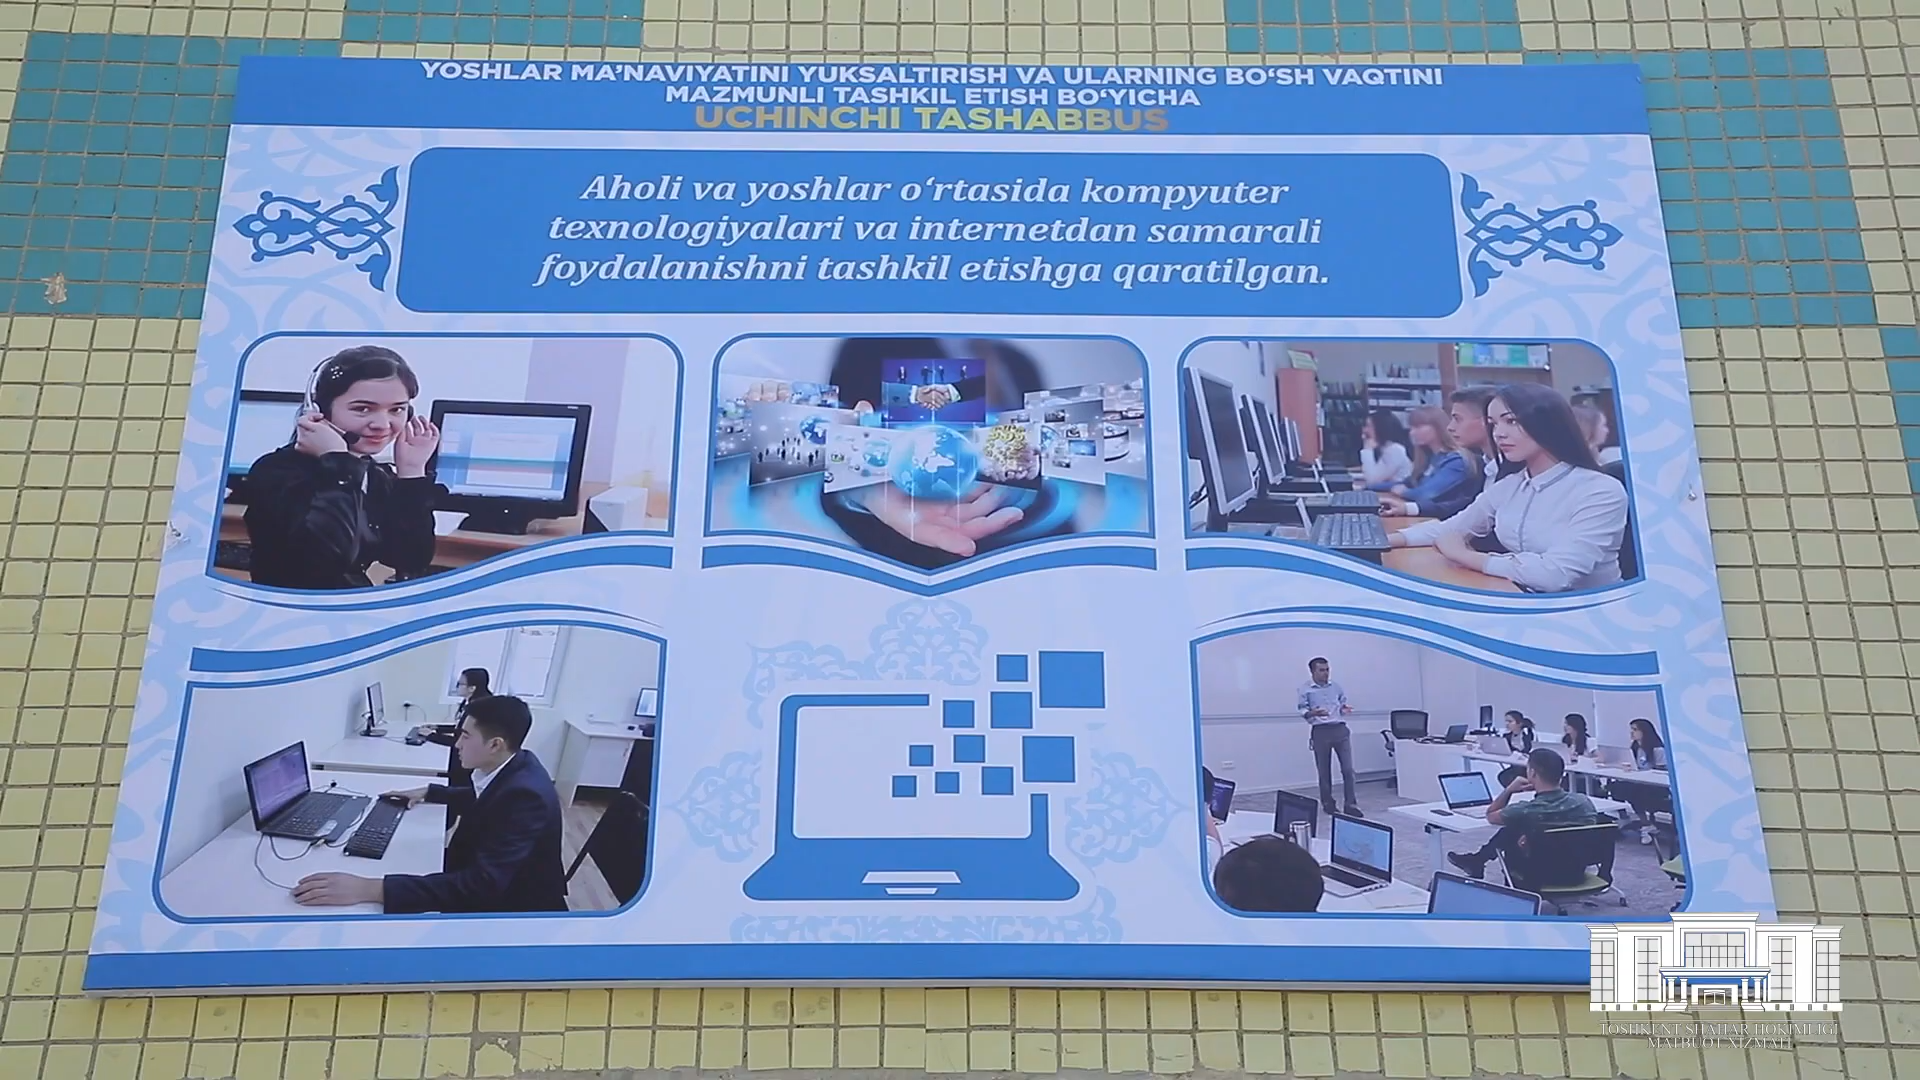 YOSHLAR MA’NAVIYATINI YUKSALTIRISH VA ULARNING BO‘SH VAQTINI
MAZMUNLI TASHKIL ETISH BO‘YICHA
UCHINCHI TASHABBUS
Aholi va yoshlar o‘rtasida kompyuter
texnologiyalari va internetdan samarali
foydalanishni tashkil etishga qaratilgan.
TOSHKENT SHAHAR HOKIMLIGI
MATBUOT XIZMATI